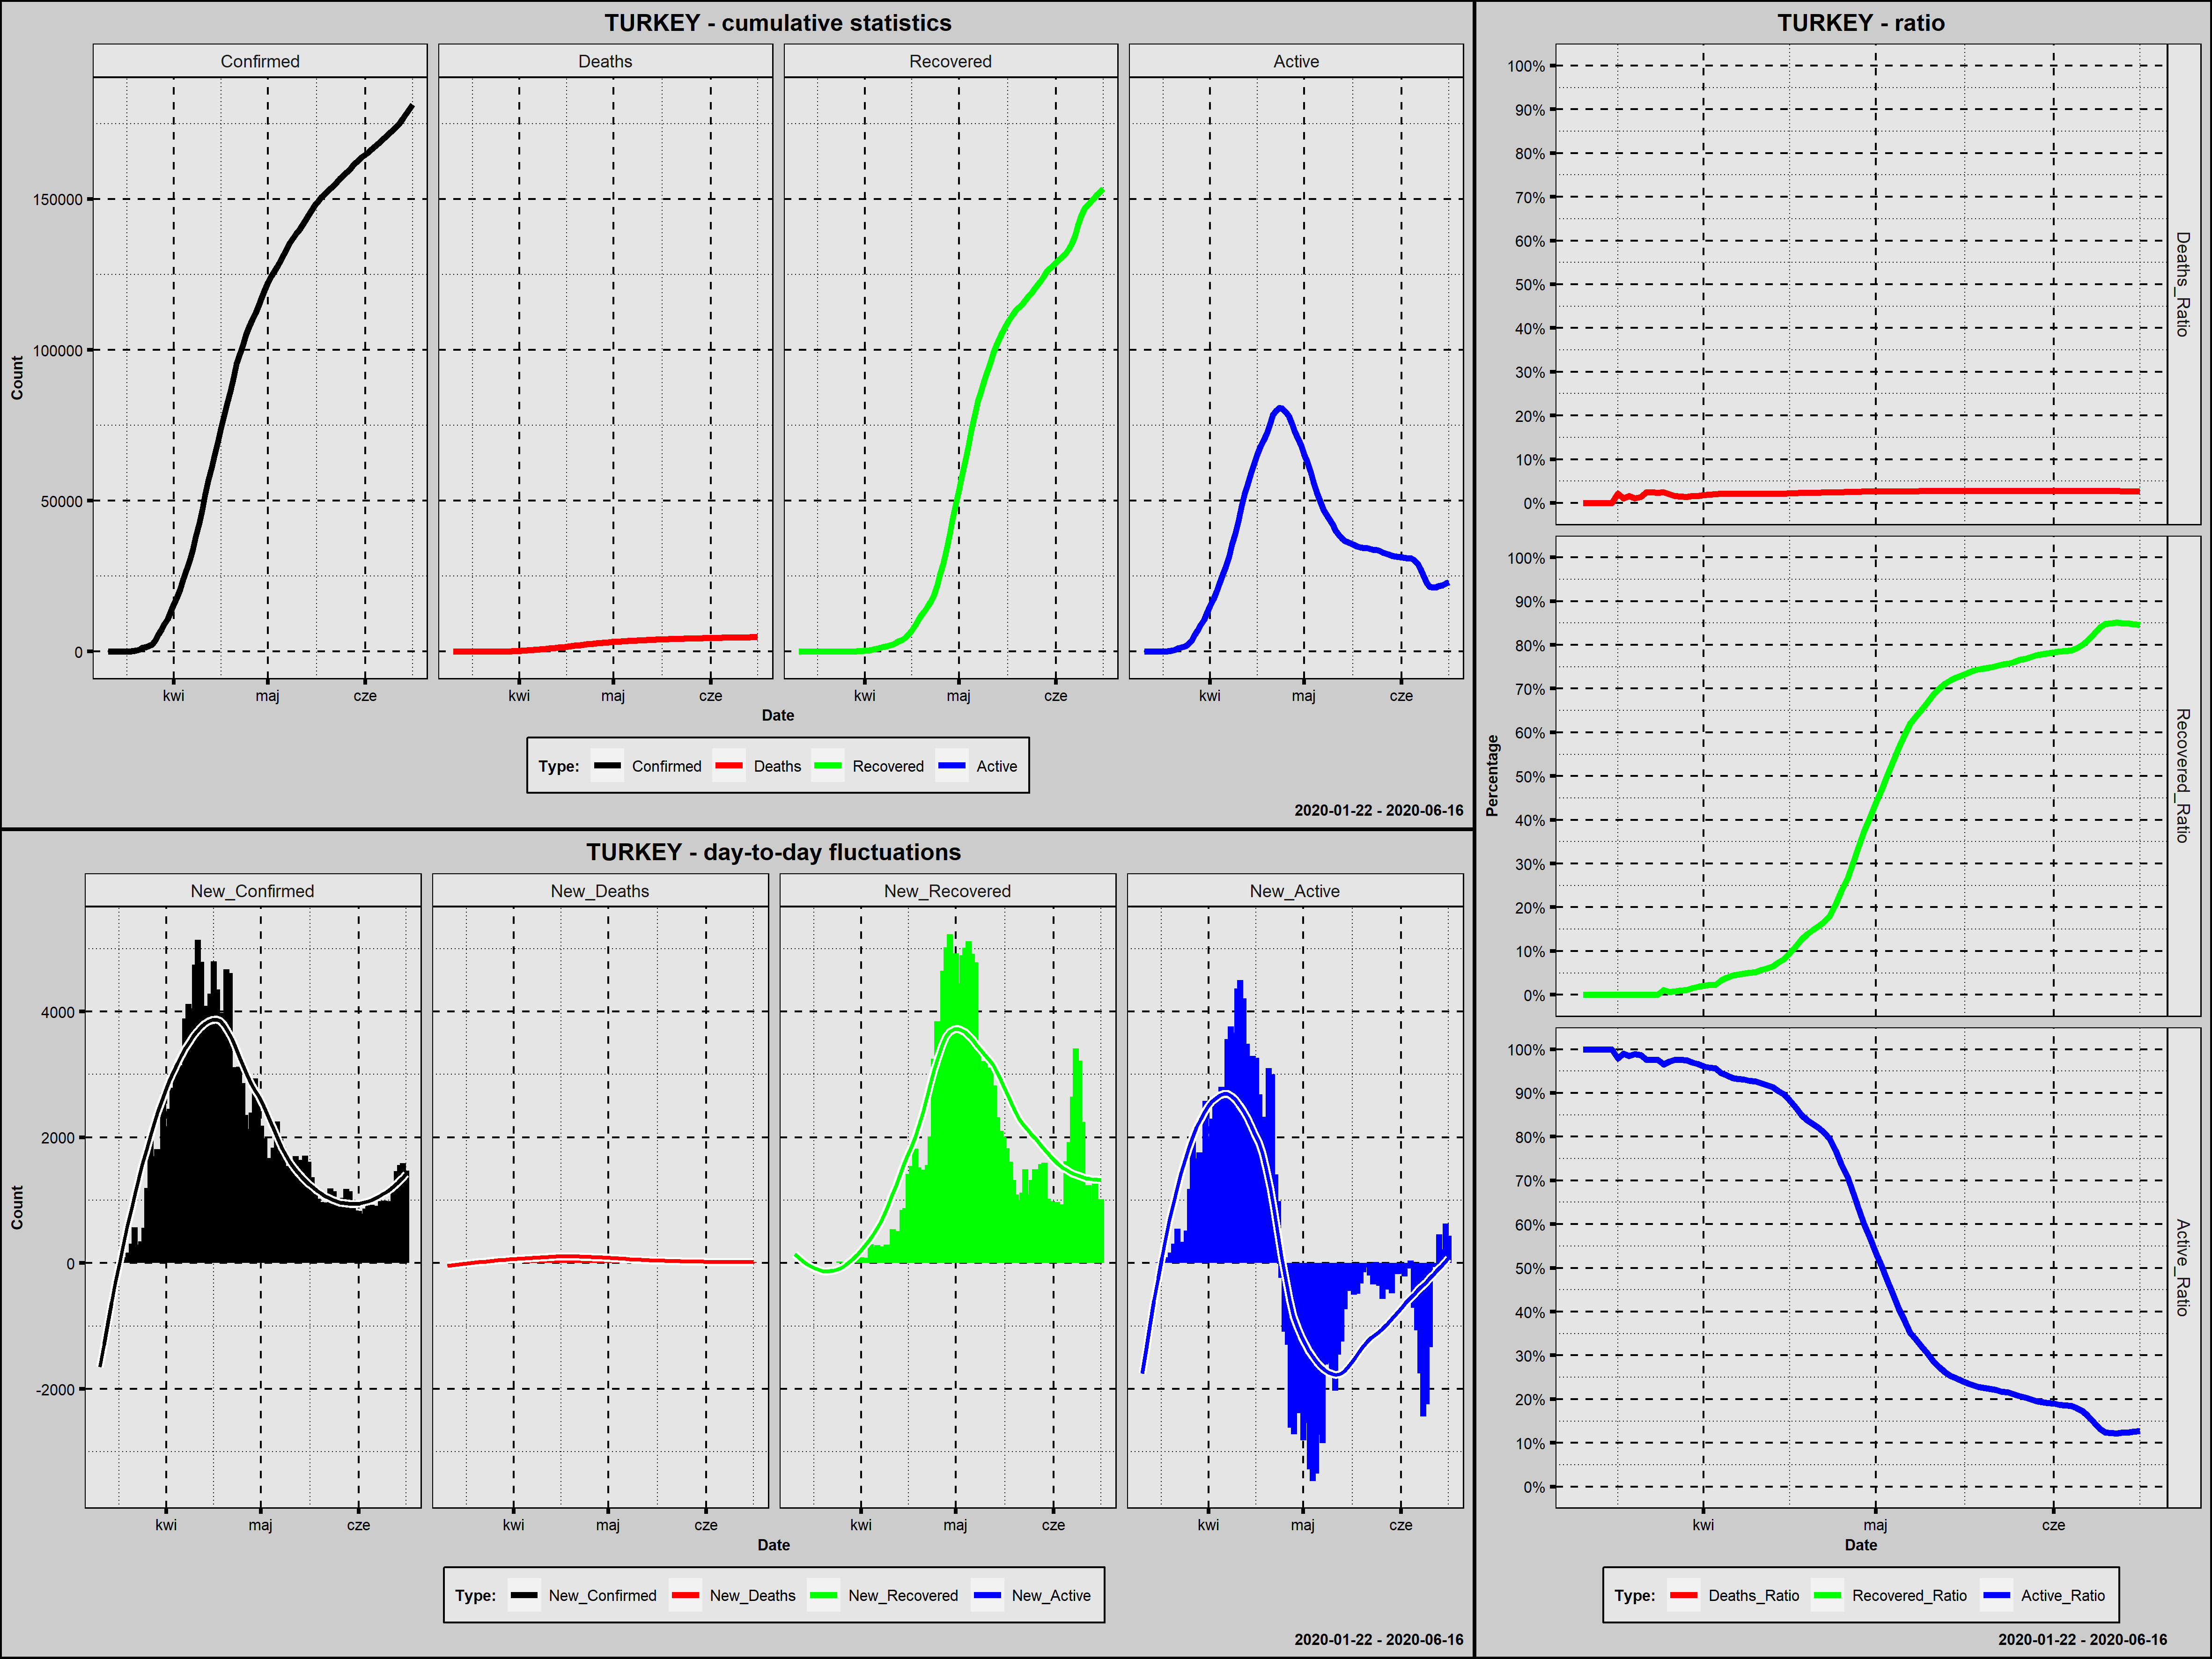 TURKEY - cumulative statistics
Confirmed Deaths Recovered Active
Count
150000
100000
50000
0
kwi maj cze kwi maj cze kwi maj cze kwi maj cze
Date
Type: Confirmed Deaths Recovered Active
2020-01-22 - 2020-06-16
TURKEY - day-to-day fluctuations
New_Confirmed New_Deaths New_Recovered New_Active
Count
4000
2000
0
-2000
kwi maj cze kwi maj cze kwi maj cze kwi maj cze
Date
Type: New_Confirmed New_Deaths New_Recovered New_Active
2020-01-22 - 2020-06-16
TURKEY - ratio
Percentage
100%
90%
80%
70%
60%
50%
40%
30%
20%
10%
0%
Deaths_Ratio
100%
90%
80%
70%
60%
50%
40%
30%
20%
10%
0%
Recovered_Ratio
100%
90%
80%
70%
60%
50%
40%
30%
20%
10%
0%
Active_Ratio
kwi maj cze
Date
Type: Deaths_Ratio Recovered_Ratio Active_Ratio
2020-01-22 - 2020-06-16